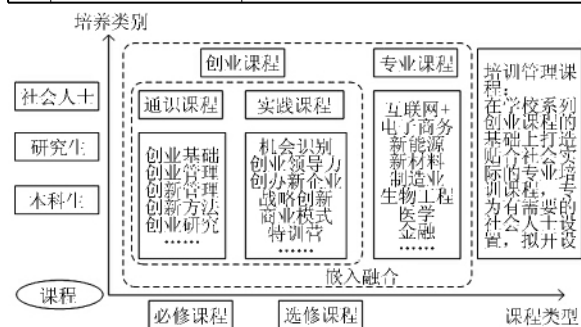 培养类别
创业课程
专业课程
社会人士
研究生
本科生
通识课程
实践课程
创业基础
创业管理
创新管理
创新方法
创业研究
……
机会识别
创业领导力
创办新企业
战略创新
商业模式
特训营
……
互联网+
电子商务
新能源
新材料
制造业
生物工程
医学
金融
……
培训管理课
程：
在学校系列
创业课程的
基础上打造
贴合社会实
际的专业培
训课程，专
为有需要的
社会人士设
置，拟开设
嵌入融合
课程
必修课程
选修课程
课程类型